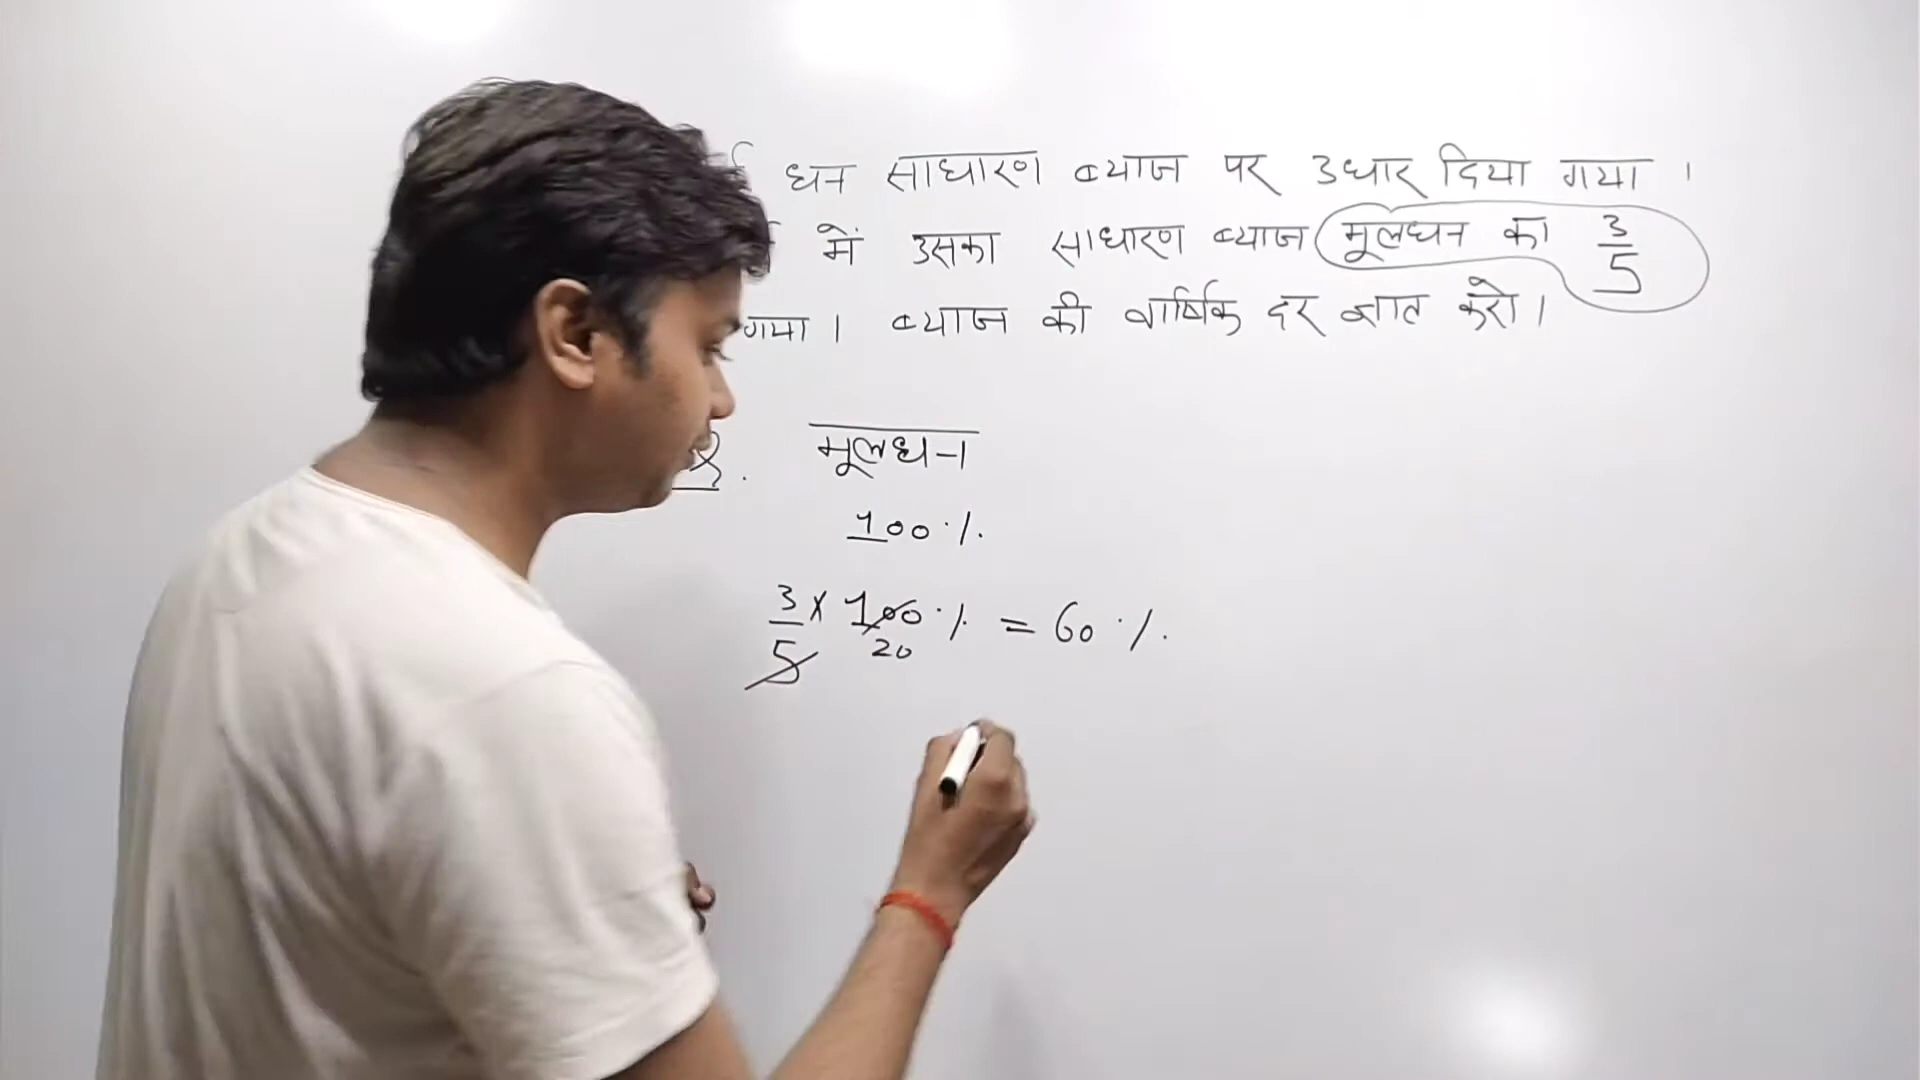 धन साधारण ब्याज पर उधार दिया गया ।
में उसका साधारण ब्याज मूलधन का 3/5
गया । ब्याज की वार्षिक दर ज्ञात करो ।
मूलधन
100 %
3/5 × 100 % = 60 %
20